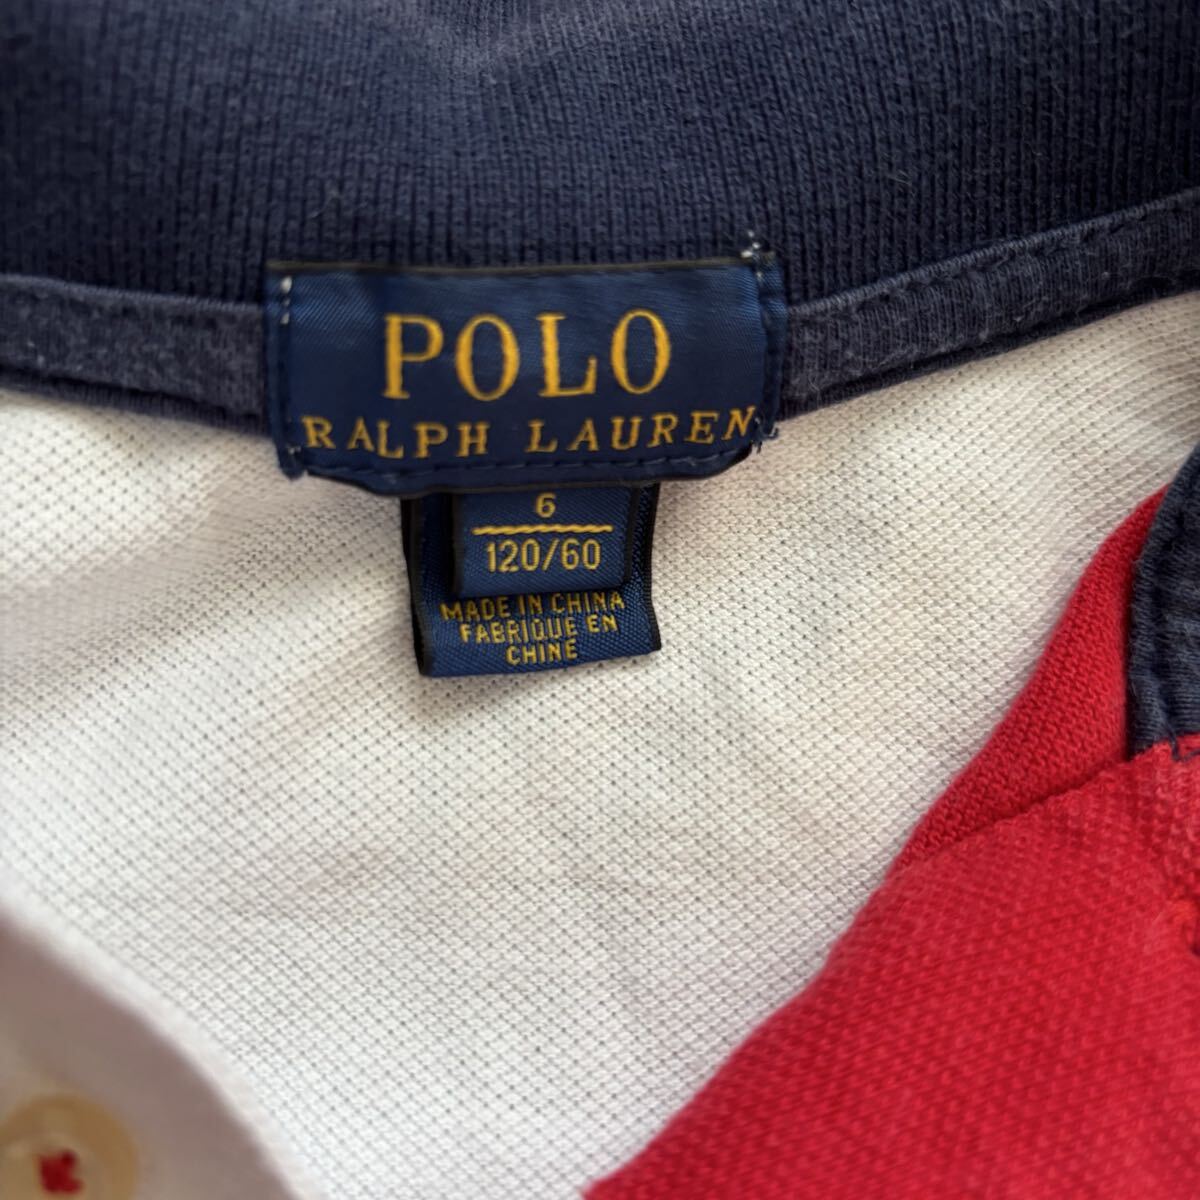 POLO
RALPH LAUREN
6
120/60
MADE IN CHINA
FABRIQUE EN
CHINE